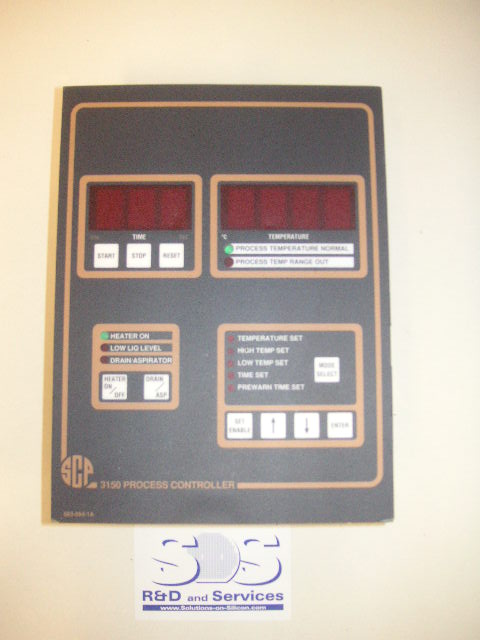 TIME
START STOP RESET
°C TEMPERATURE
PROCESS TEMPERATURE NORMAL
PROCESS TEMP RANGE OUT
HEATER ON
LOW LIQ LEVEL
DRAIN/ASPIRATOR
HEATER ON/OFF
DRAIN/ASP
TEMPERATURE SET
HIGH TEMP SET
LOW TEMP SET
TIME SET
PREWARN TIME SET
MODE SELECT
SET ENABLE ↑ ↓ ENTER
SCP 3150 PROCESS CONTROLLER
SOS
R&D and Services
www.Solutions-on-Silicon.com